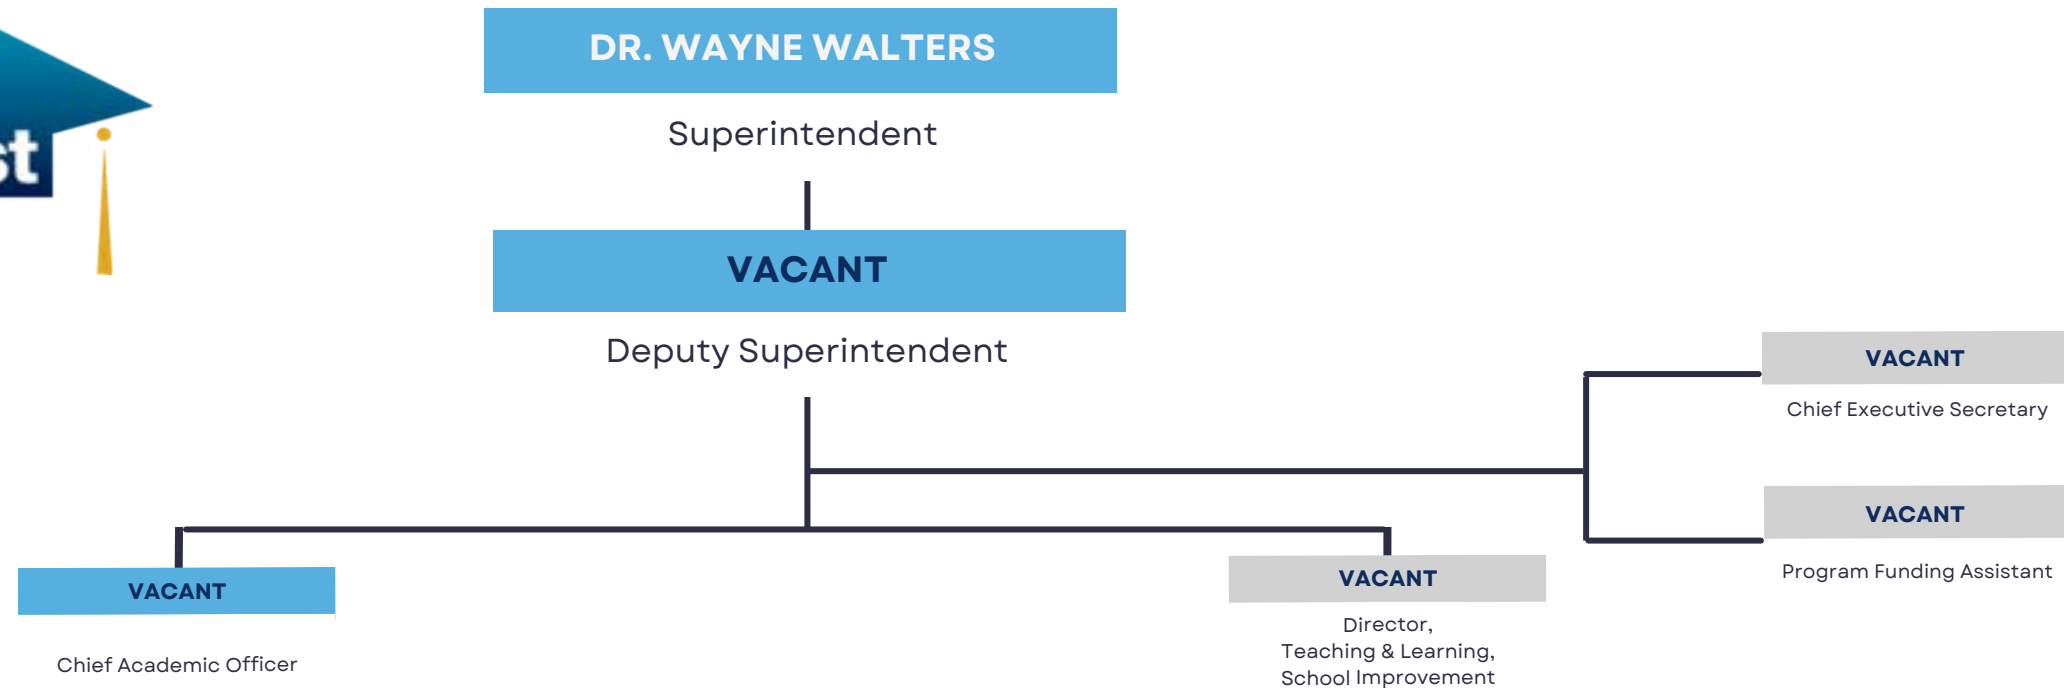 DR. WAYNE WALTERS
Superintendent
st
VACANT
Deputy Superintendent
VACANT
Chief Executive Secretary
VACANT
Program Funding Assistant
VACANT
Chief Academic Officer
VACANT
Director,
Teaching & Learning,
School Improvement